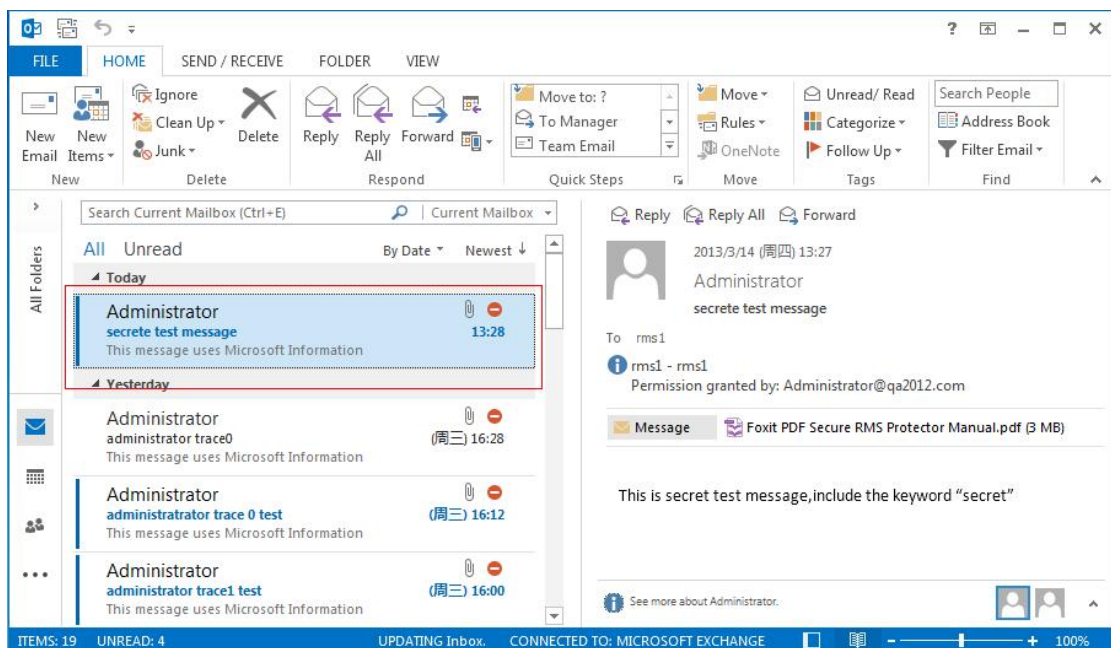 FILE HOME SEND / RECEIVE FOLDER VIEW
New Email
New Items
Ignore
Clean Up
Junk
Delete
Reply
Reply All
Forward
Move to: ?
To Manager
Team Email
Move
Rules
OneNote
Unread/ Read
Categorize
Follow Up
Search People
Address Book
Filter Email
New Delete Respond Quick Steps Move Tags Find
All Folders
Search Current Mailbox (Ctrl+E) Current Mailbox
All Unread By Date Newest ↓
Today
Administrator
secrete test message 13:28
This message uses Microsoft Information
Yesterday
Administrator
administrator trace0 (周三) 16:28
This message uses Microsoft Information
Administrator
administratrator trace 0 test (周三) 16:12
This message uses Microsoft Information
Administrator
administrator trace1 test (周三) 16:00
This message uses Microsoft Information
Reply Reply All Forward
2013/3/14 (周四) 13:27
Administrator
secrete test message
To rms1
rms1 - rms1
Permission granted by: Administrator@qa2012.com
Message Foxit PDF Secure RMS Protector Manual.pdf (3 MB)
This is secret test message,include the keyword “secret”
See more about Administrator.
ITEMS: 19 UNREAD: 4 UPDATING Inbox. CONNECTED TO: MICROSOFT EXCHANGE 100%